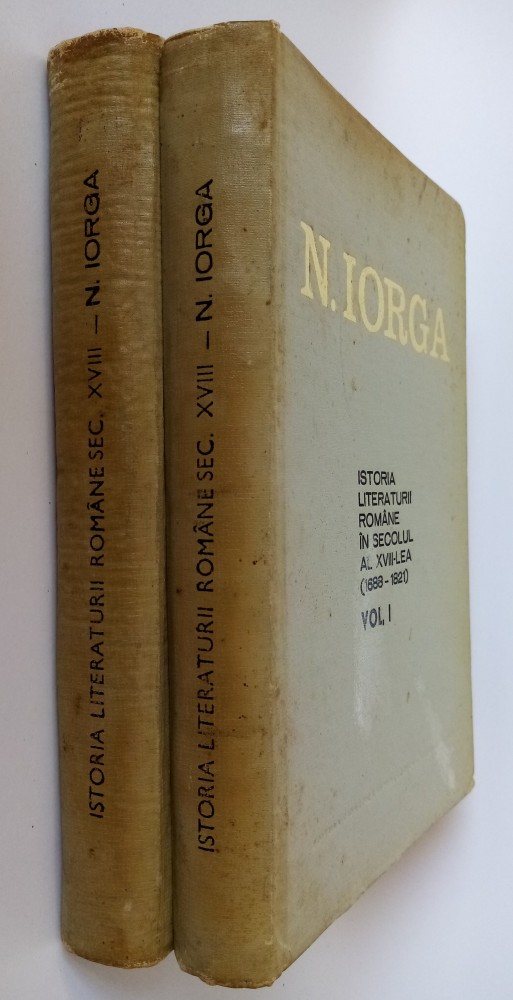 ISTORIA LITERATURII ROMÂNE SEC. XVIII — N. IORGA
ISTORIA LITERATURII ROMÂNE SEC. XVIII — N. IORGA
N. IORGA
ISTORIA
LITERATURII
ROMÂNE
ÎN SECOLUL
AL XVIII-LEA
(1688-1821)
VOL. I